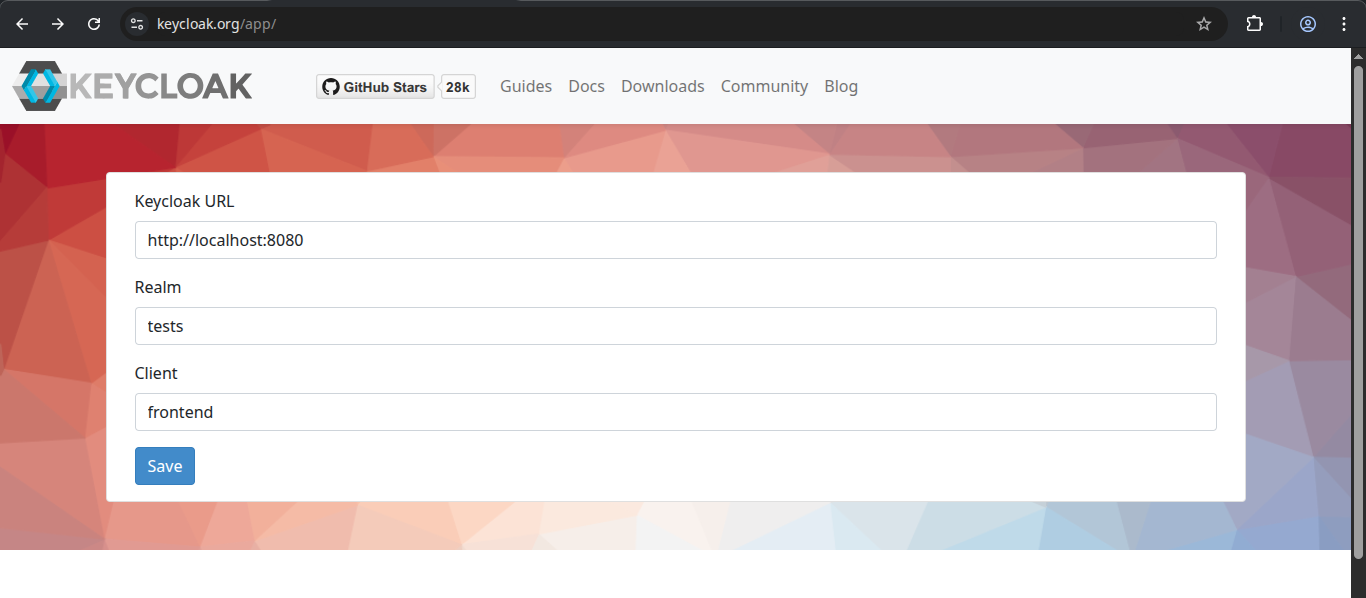 keycloak.org/app/
KEYCLOAK GitHub Stars 28k Guides Docs Downloads Community Blog
Keycloak URL
http://localhost:8080
Realm
tests
Client
frontend
Save